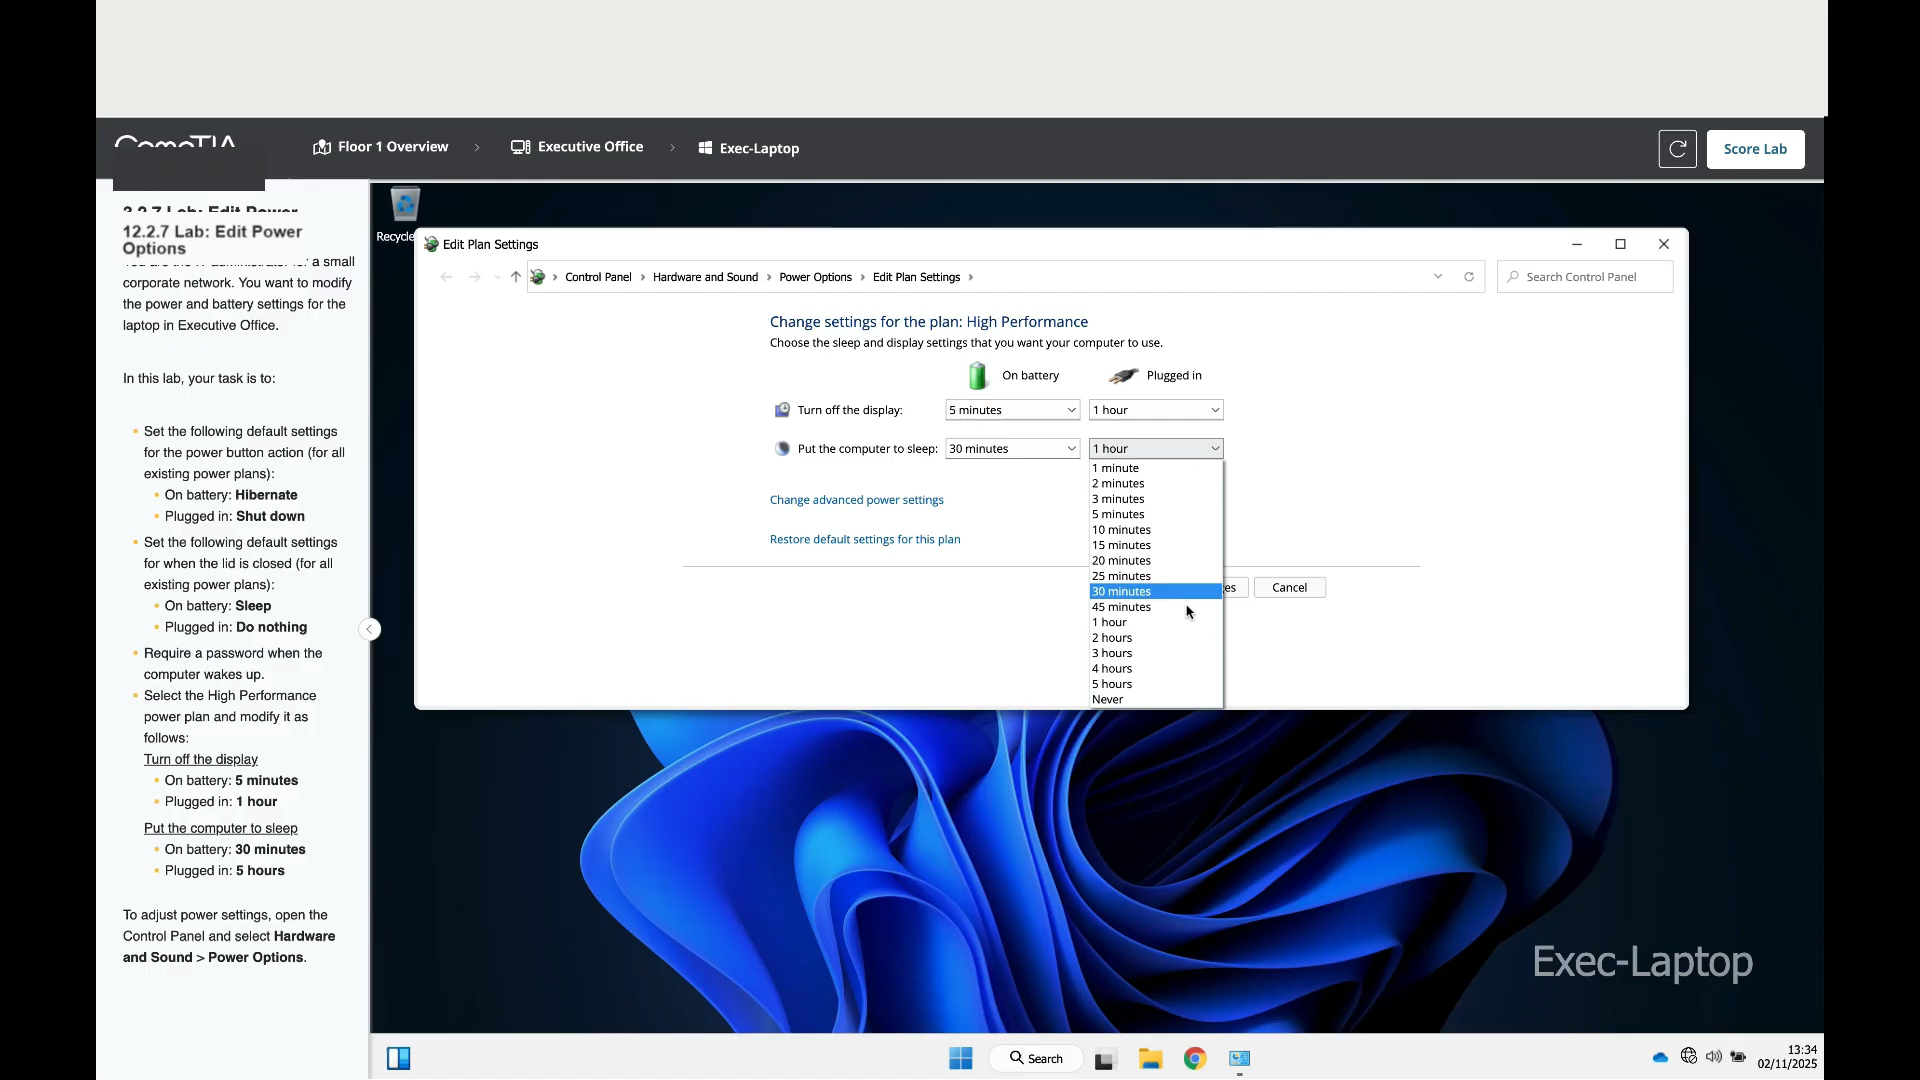 Floor 1 Overview
Executive Office
Exec-Laptop
Score Lab
12.2.7 Lab: Edit Power
Options
a small
corporate network. You want to modify
the power and battery settings for the
laptop in Executive Office.
In this lab, your task is to:
Set the following default settings
for the power button action (for all
existing power plans):
On battery: Hibernate
Plugged in: Shut down
Set the following default settings
for when the lid is closed (for all
existing power plans):
On battery: Sleep
Plugged in: Do nothing
Require a password when the
computer wakes up.
Select the High Performance
power plan and modify it as
follows:
Turn off the display
On battery: 5 minutes
Plugged in: 1 hour
Put the computer to sleep
On battery: 30 minutes
Plugged in: 5 hours
To adjust power settings, open the
Control Panel and select Hardware
and Sound > Power Options.
Recycle
Edit Plan Settings
Control Panel > Hardware and Sound > Power Options > Edit Plan Settings >
Search Control Panel
Change settings for the plan: High Performance
Choose the sleep and display settings that you want your computer to use.
On battery
Plugged in
Turn off the display:
5 minutes
1 hour
Put the computer to sleep:
30 minutes
1 hour
1 minute
2 minutes
3 minutes
5 minutes
10 minutes
15 minutes
20 minutes
25 minutes
30 minutes
45 minutes
1 hour
2 hours
3 hours
4 hours
5 hours
Never
Change advanced power settings
Restore default settings for this plan
es
Cancel
Exec-Laptop
Search
13:34
02/11/2025